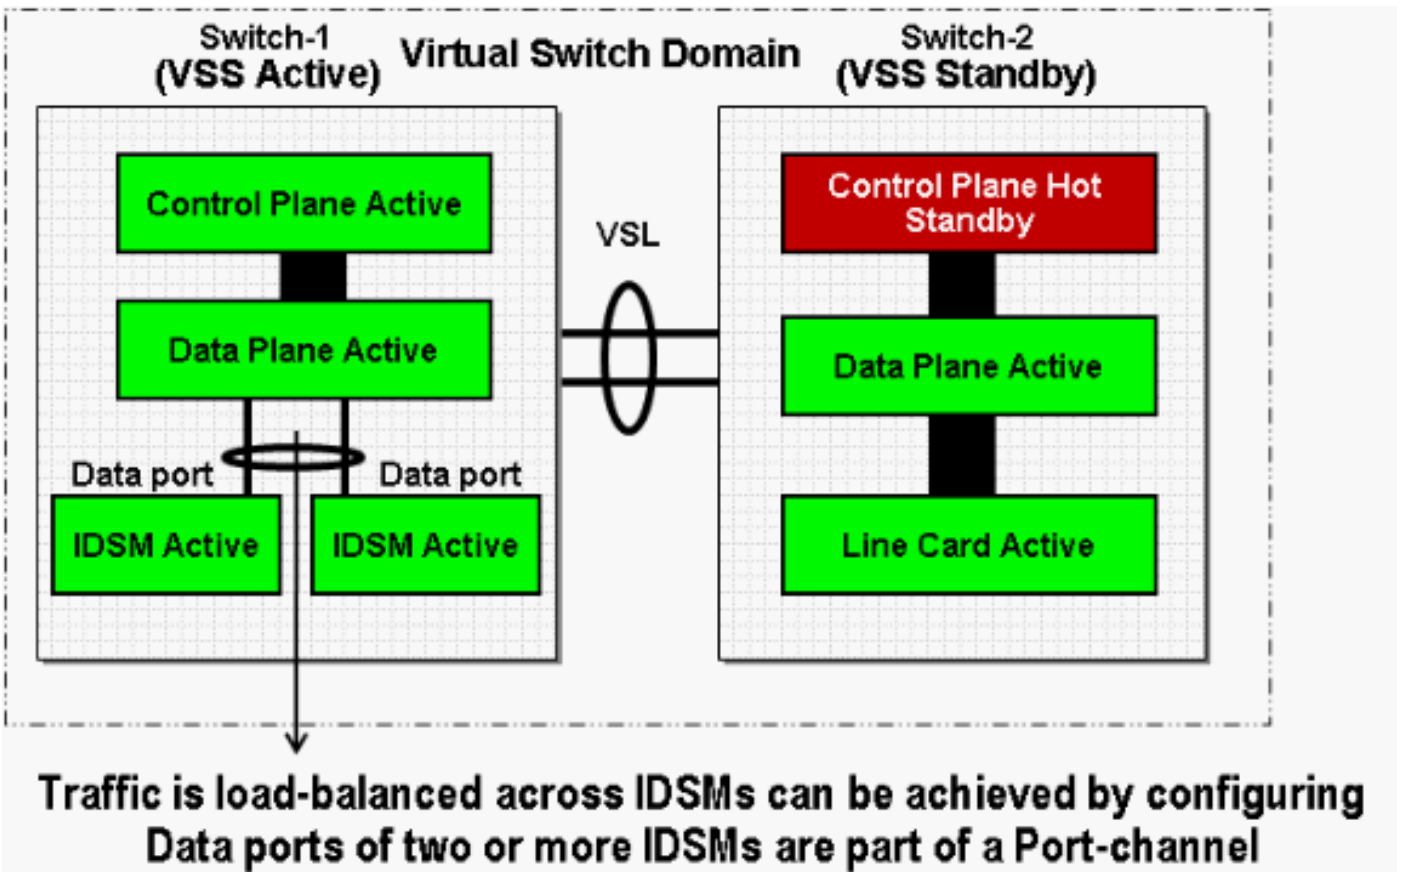 Switch-1
(VSS Active)
Virtual Switch Domain
Switch-2
(VSS Standby)
Control Plane Active
Data Plane Active
Data port
Data port
IDSM Active
IDSM Active
VSL
Control Plane Hot
Standby
Data Plane Active
Line Card Active
Traffic is load-balanced across IDSMs can be achieved by configuring
Data ports of two or more IDSMs are part of a Port-channel